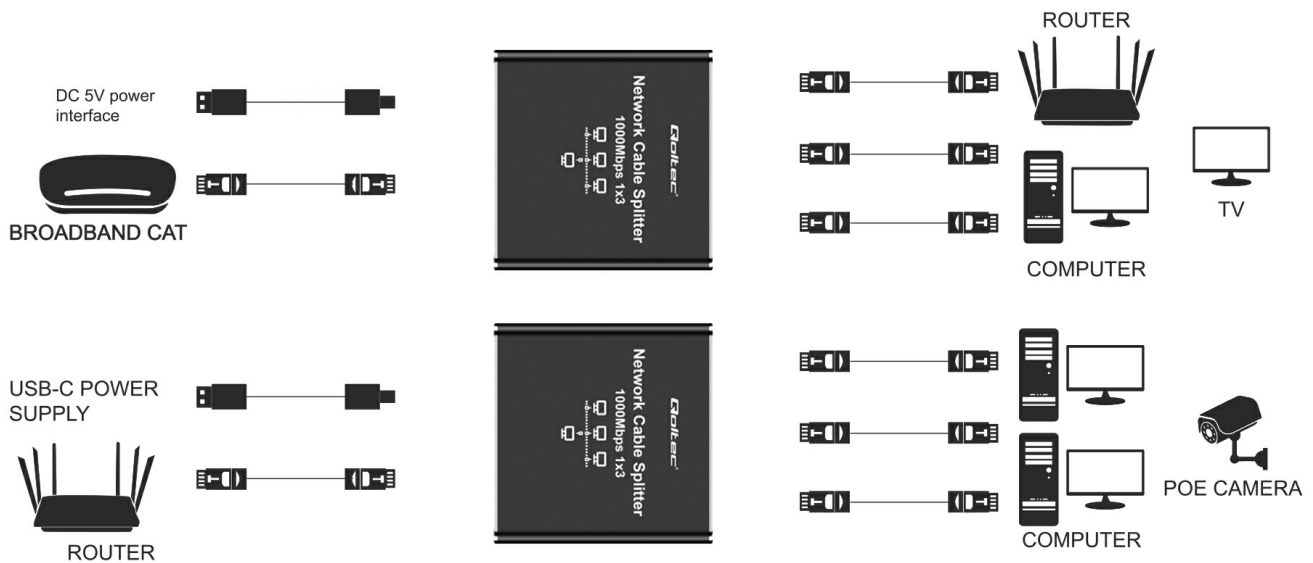 ROUTER
DC 5V power
interface
BROADBAND CAT
Qoltec
Network Cable Splitter
1000Mbps 1x3
TV
COMPUTER
USB-C POWER
SUPPLY
ROUTER
Qoltec
Network Cable Splitter
1000Mbps 1x3
POE CAMERA
COMPUTER